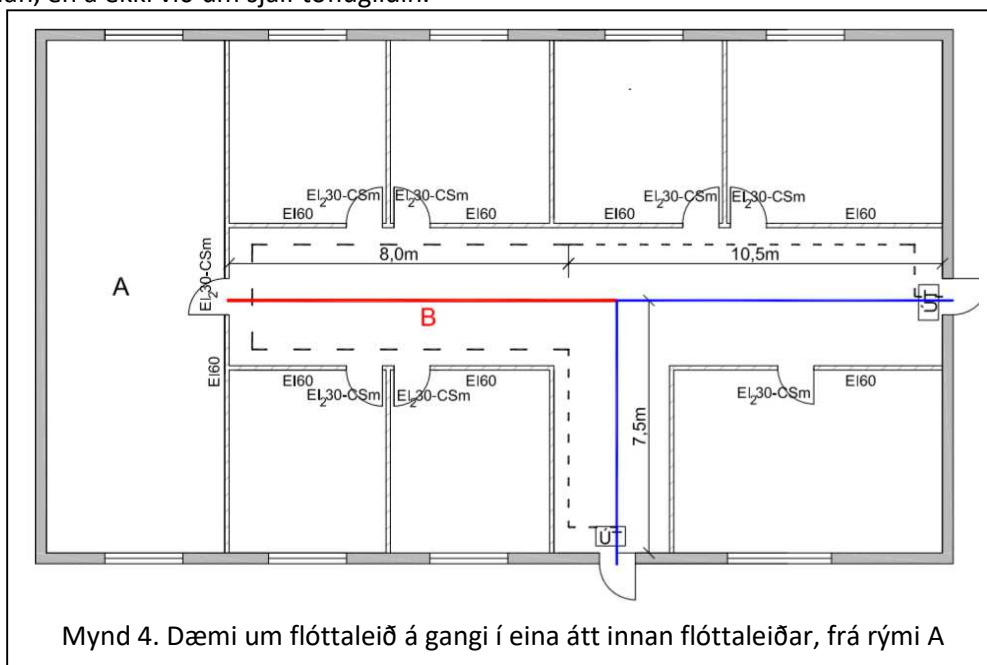 EI₂30-CSm EI₂30-CSm EI₂30-CSm EI₂30-CSm
EI60 EI60 EI60 EI60
8,0m 10,5m
EI₂30-CSm
A
ÚT
B
EI60
EI60 EI60 EI60
EI₂30-CSm EI₂30-CSm EI₂30-CSm
7,5m
ÚT
Mynd 4. Dæmi um flóttaleið á gangi í eina átt innan flóttaleiðar, frá rými A